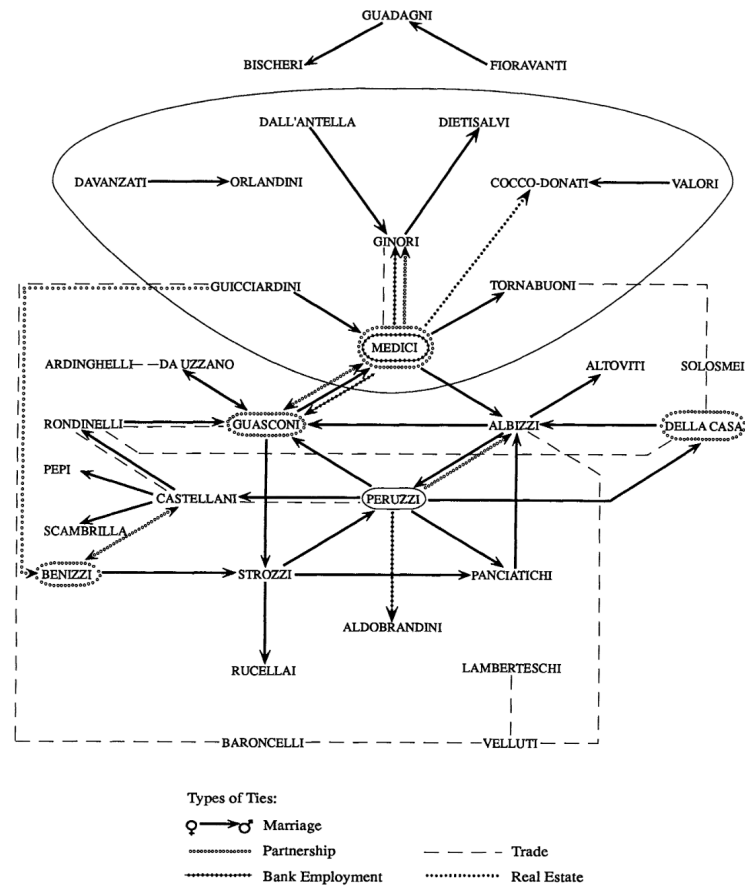 GUADAGNI
BISCHERI FIORAVANTI
DALL'ANTELLA DIETISALVI
DAVANZATI ORLANDINI COCCO-DONATI VALORI
GINORI
GUICCIARDINI TORNABUONI
MEDICI
ARDINGHELLI DA UZZANO ALTOVITI SOLOSMEI
RONDINELLI GUASCONI ALBIZZI DELLA CASA
PEPI
CASTELLANI PERUZZI
SCAMBRILLA
BENIZZI STROZZI PANCIATICHI
ALDOBRANDINI
RUCELLAI LAMBERTESCHI
BARONCELLI VELLUTI
Types of Ties:
♀ ♂ Marriage
Partnership Trade
Bank Employment Real Estate